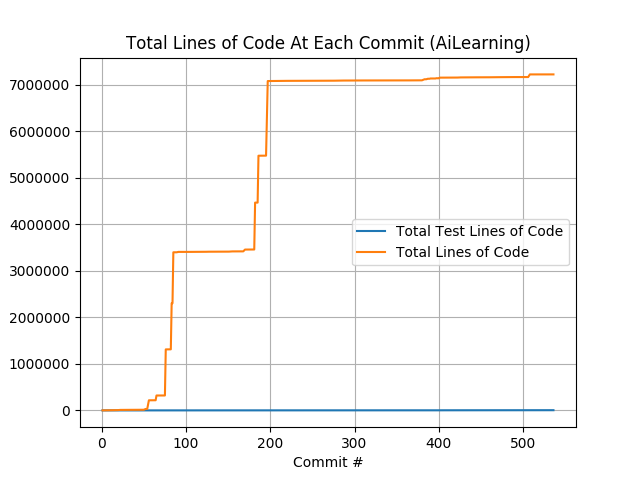 Total Lines of Code At Each Commit (AiLearning)
7000000
6000000
5000000
4000000
3000000
2000000
1000000
0
Total Test Lines of Code
Total Lines of Code
0 100 200 300 400 500
Commit #